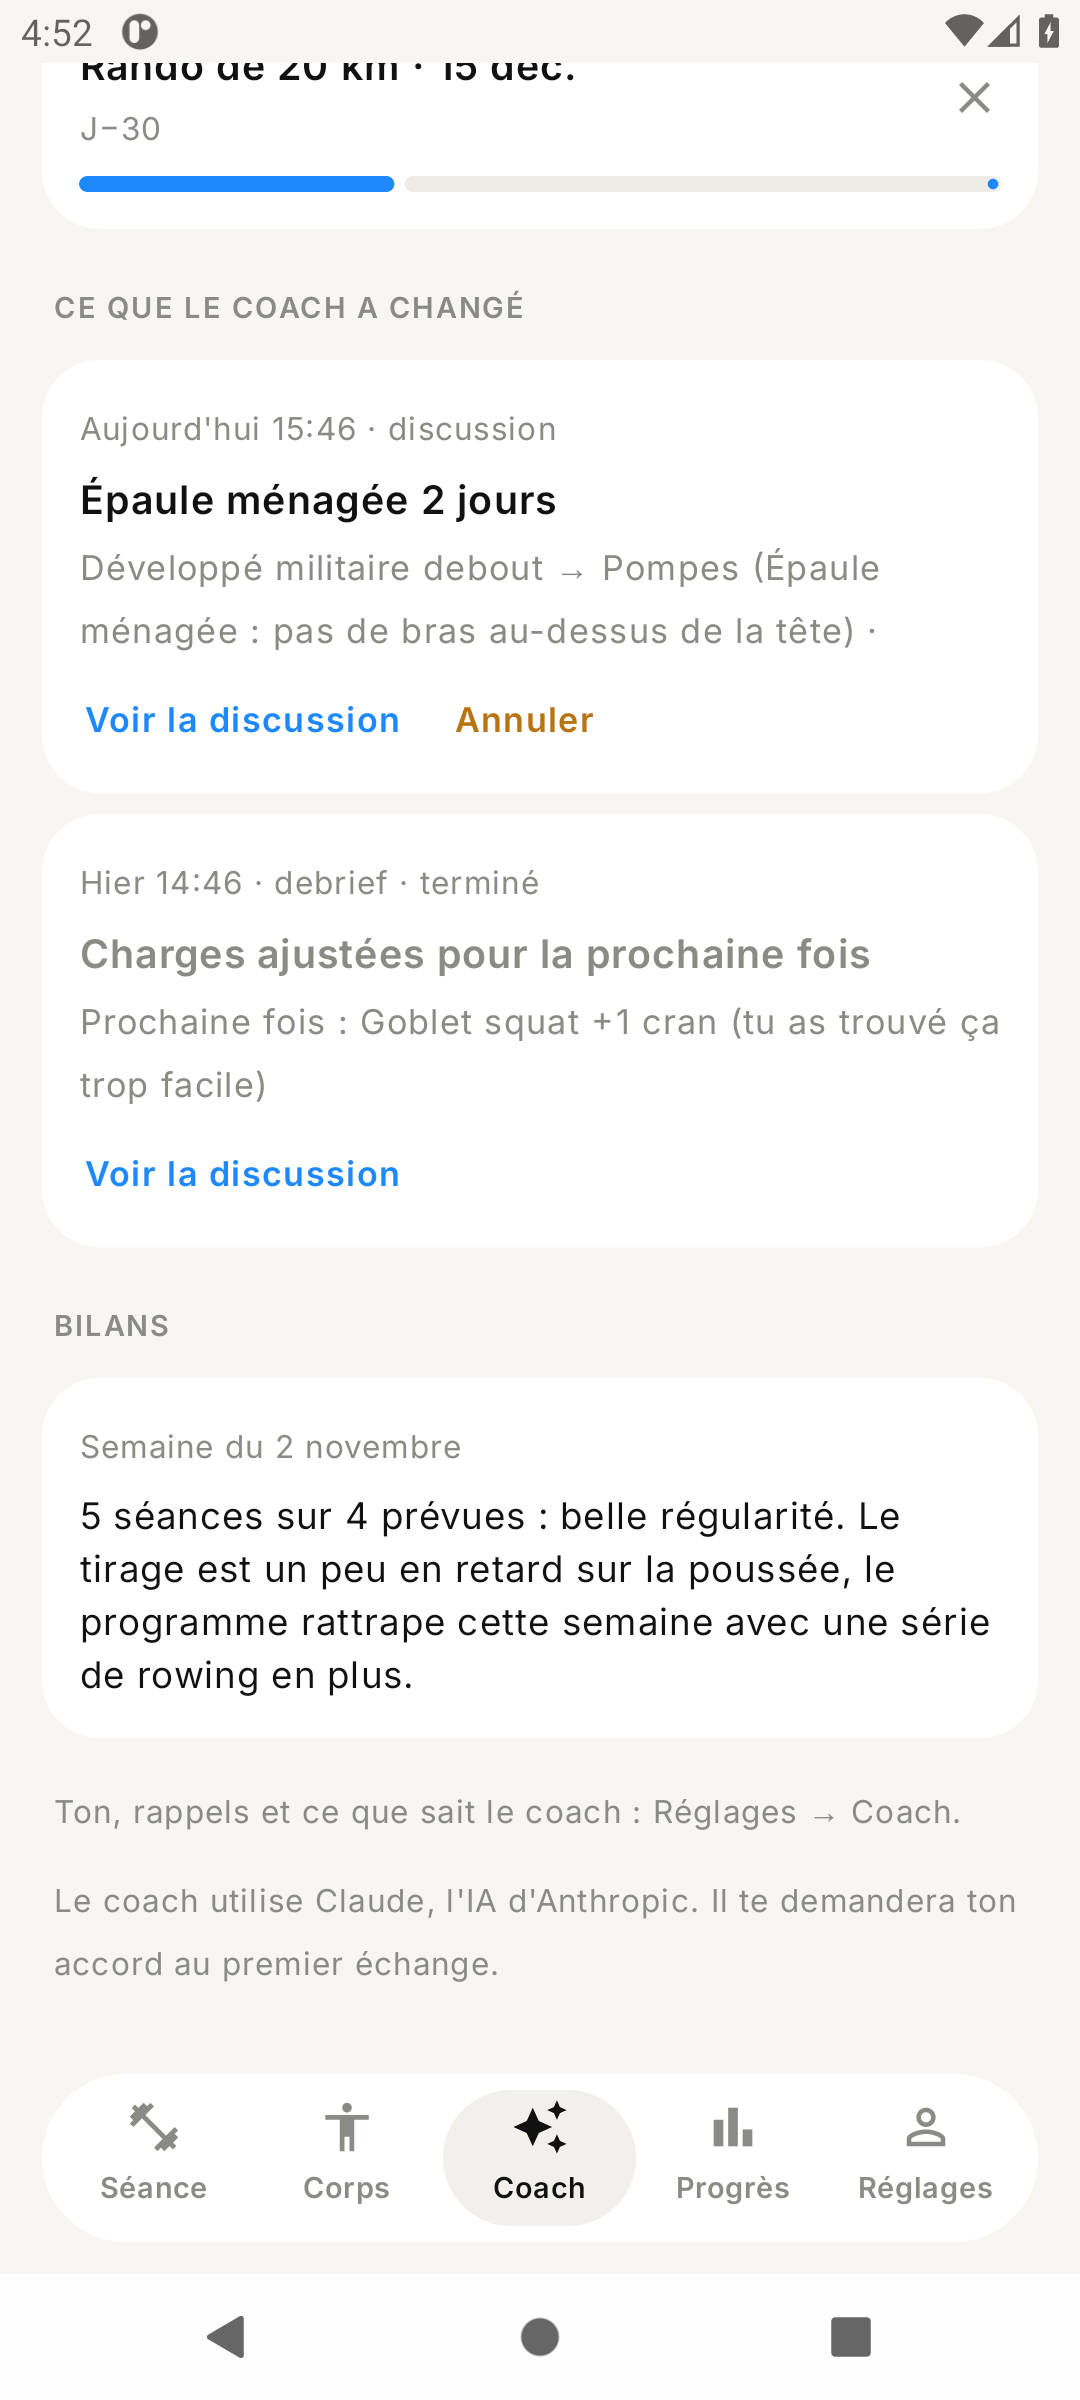 4:52
Rando de 20 km · 15 déc.
J−30
CE QUE LE COACH A CHANGÉ
Aujourd'hui 15:46 · discussion
Épaule ménagée 2 jours
Développé militaire debout → Pompes (Épaule
ménagée : pas de bras au-dessus de la tête) ·
Voir la discussion Annuler
Hier 14:46 · debrief · terminé
Charges ajustées pour la prochaine fois
Prochaine fois : Goblet squat +1 cran (tu as trouvé ça
trop facile)
Voir la discussion
BILANS
Semaine du 2 novembre
5 séances sur 4 prévues : belle régularité. Le
tirage est un peu en retard sur la poussée, le
programme rattrape cette semaine avec une série
de rowing en plus.
Ton, rappels et ce que sait le coach : Réglages → Coach.
Le coach utilise Claude, l'IA d'Anthropic. Il te demandera ton
accord au premier échange.
Séance Corps Coach Progrès Réglages